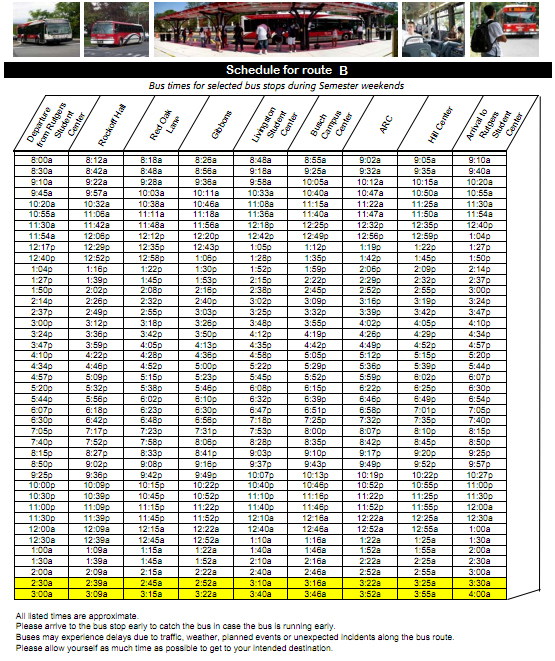 Schedule for route B
Bus times for selected bus stops during Semester weekends
Departure from Rutgers Student Center Rockoff Hall Red Oak Lane Gibbons Livingston Student Center Busch Campus Center ARC Hill Center Arrival to Rutgers Student Center
8:00a 8:12a 8:18a 8:26a 8:48a 8:55a 9:02a 9:05a 9:10a
8:30a 8:42a 8:48a 8:56a 9:18a 9:25a 9:32a 9:35a 9:40a
9:10a 9:22a 9:28a 9:36a 9:58a 10:05a 10:12a 10:15a 10:20a
9:45a 9:57a 10:03a 10:11a 10:33a 10:40a 10:47a 10:50a 10:55a
10:20a 10:32a 10:38a 10:46a 11:08a 11:15a 11:22a 11:25a 11:30a
10:55a 11:06a 11:11a 11:18a 11:36a 11:40a 11:47a 11:50a 11:54a
11:30a 11:42a 11:48a 11:56a 12:18p 12:25p 12:32p 12:35p 12:40p
11:54a 12:06p 12:12p 12:20p 12:42p 12:49p 12:56p 12:59p 1:04p
12:17p 12:29p 12:35p 12:43p 1:05p 1:12p 1:19p 1:22p 1:27p
12:40p 12:52p 12:58p 1:06p 1:28p 1:35p 1:42p 1:45p 1:50p
1:04p 1:16p 1:22p 1:30p 1:52p 1:59p 2:06p 2:09p 2:14p
1:27p 1:39p 1:45p 1:53p 2:15p 2:22p 2:29p 2:32p 2:37p
1:50p 2:02p 2:08p 2:16p 2:38p 2:45p 2:52p 2:55p 3:00p
2:14p 2:26p 2:32p 2:40p 3:02p 3:09p 3:16p 3:19p 3:24p
2:37p 2:49p 2:55p 3:03p 3:25p 3:32p 3:39p 3:42p 3:47p
3:00p 3:12p 3:18p 3:26p 3:48p 3:55p 4:02p 4:05p 4:10p
3:24p 3:36p 3:42p 3:50p 4:12p 4:19p 4:26p 4:29p 4:34p
3:47p 3:59p 4:05p 4:13p 4:35p 4:42p 4:49p 4:52p 4:57p
4:10p 4:22p 4:28p 4:36p 4:58p 5:05p 5:12p 5:15p 5:20p
4:34p 4:46p 4:52p 5:00p 5:22p 5:29p 5:36p 5:39p 5:44p
4:57p 5:09p 5:15p 5:23p 5:45p 5:52p 5:59p 6:02p 6:07p
5:20p 5:32p 5:38p 5:46p 6:08p 6:15p 6:22p 6:25p 6:30p
5:44p 5:56p 6:02p 6:10p 6:32p 6:39p 6:46p 6:49p 6:54p
6:07p 6:18p 6:23p 6:30p 6:47p 6:51p 6:58p 7:01p 7:05p
6:30p 6:42p 6:48p 6:56p 7:18p 7:25p 7:32p 7:35p 7:40p
7:05p 7:17p 7:23p 7:31p 7:53p 8:00p 8:07p 8:10p 8:15p
7:40p 7:52p 7:58p 8:06p 8:28p 8:35p 8:42p 8:45p 8:50p
8:15p 8:27p 8:33p 8:41p 9:03p 9:10p 9:17p 9:20p 9:25p
8:50p 9:02p 9:08p 9:16p 9:37p 9:43p 9:49p 9:52p 9:57p
9:25p 9:36p 9:42p 9:49p 10:07p 10:13p 10:19p 10:22p 10:27p
10:00p 10:09p 10:15p 10:22p 10:40p 10:46p 10:52p 10:55p 11:00p
10:30p 10:39p 10:45p 10:52p 11:10p 11:16p 11:22p 11:25p 11:30p
11:00p 11:09p 11:15p 11:22p 11:40p 11:46p 11:52p 11:55p 12:00a
11:30p 11:39p 11:45p 11:52p 12:10a 12:16a 12:22a 12:25a 12:30a
12:00a 12:09a 12:15a 12:22a 12:40a 12:46a 12:52a 12:55a 1:00a
12:30a 12:39a 12:45a 12:52a 1:10a 1:16a 1:22a 1:25a 1:30a
1:00a 1:09a 1:15a 1:22a 1:40a 1:46a 1:52a 1:55a 2:00a
1:30a 1:39a 1:45a 1:52a 2:10a 2:16a 2:22a 2:25a 2:30a
2:00a 2:09a 2:15a 2:22a 2:40a 2:46a 2:52a 2:55a 3:00a
2:30a 2:39a 2:45a 2:52a 3:10a 3:16a 3:22a 3:25a 3:30a
3:00a 3:09a 3:15a 3:22a 3:40a 3:46a 3:52a 3:55a 4:00a
All listed times are approximate.
Please arrive to the bus stop early to catch the bus in case the bus is running early.
Buses may experience delays due to traffic, weather, planned events or unexpected incidents along the bus route.
Please allow yourself as much time as possible to get to your intended destination.